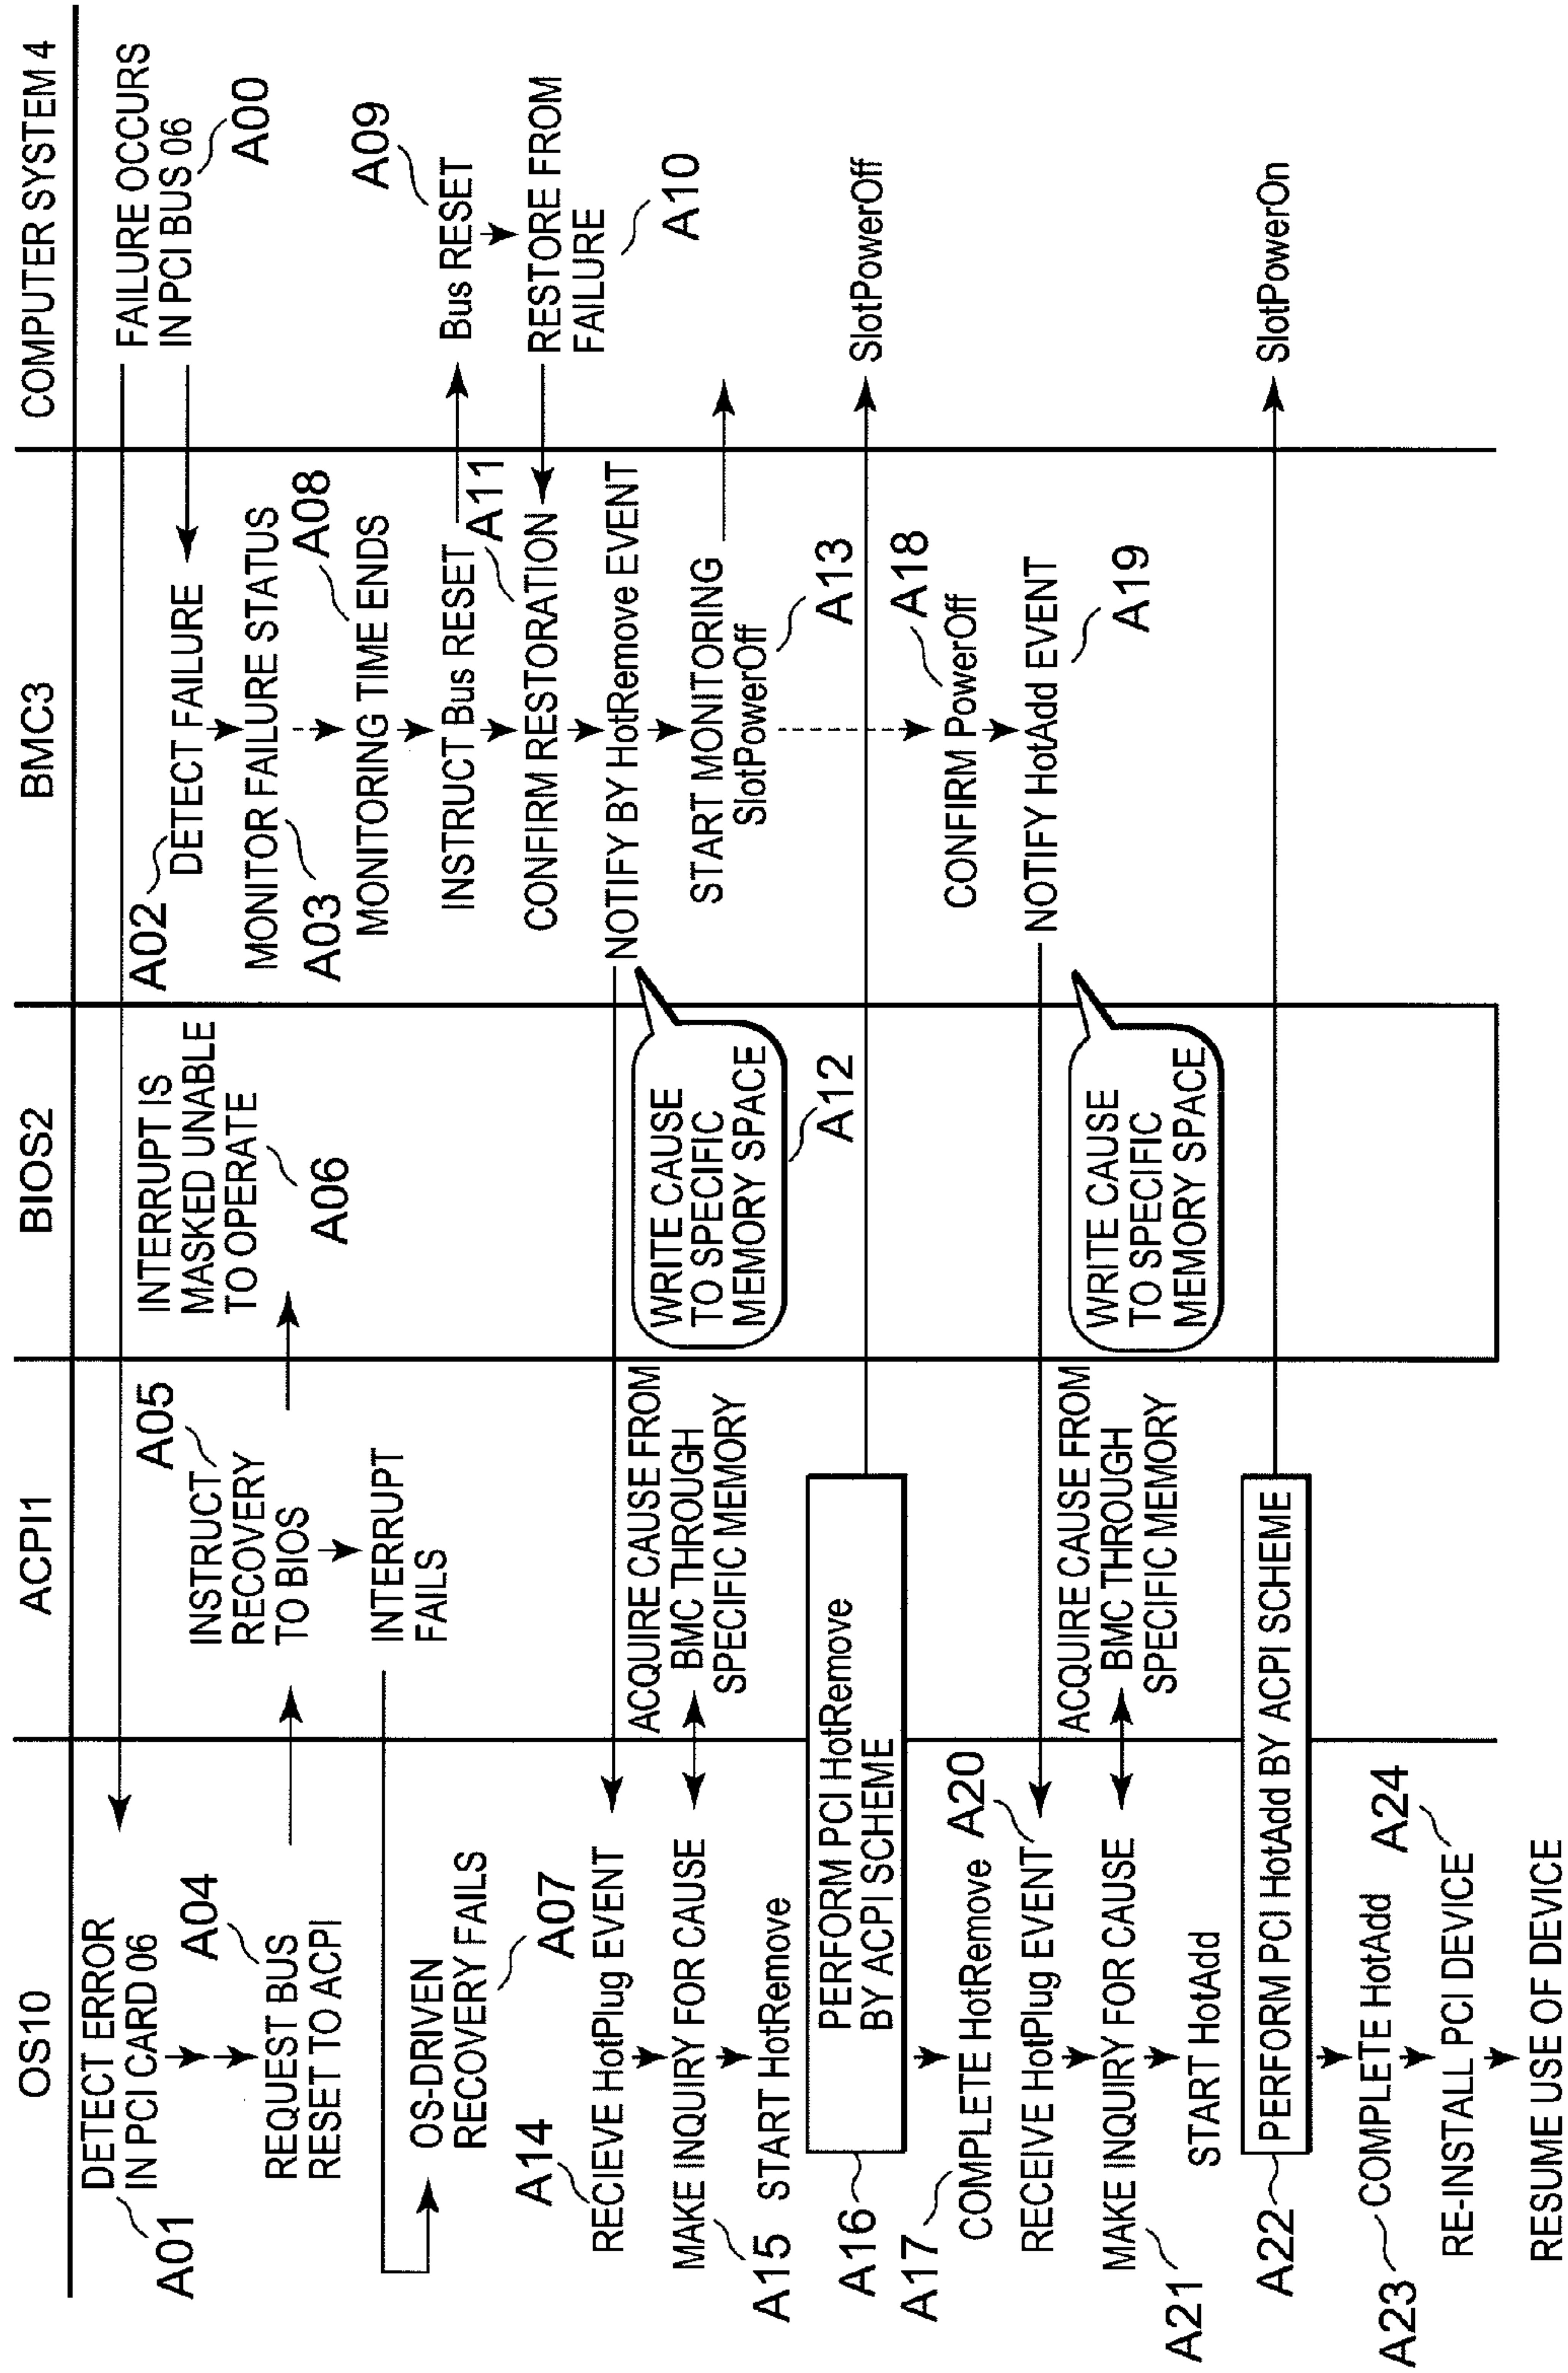 OS10
ACPI1
BIOS2
BMC3
COMPUTER SYSTEM 4
DETECT ERROR
IN PCI CARD 06
A01
A04
REQUEST BUS
RESET TO ACPI
OS-DRIVEN
RECOVERY FAILS
A07
A14
RECIEVE HotPlug EVENT
MAKE INQUIRY FOR CAUSE
A15
START HotRemove
PERFORM PCI HotRemove
BY ACPI SCHEME
A16
A17
COMPLETE HotRemove
A20
RECEIVE HotPlug EVENT
MAKE INQUIRY FOR CAUSE
A21
START HotAdd
PERFORM PCI HotAdd BY ACPI SCHEME
A22
COMPLETE HotAdd
A23
A24
RE-INSTALL PCI DEVICE
RESUME USE OF DEVICE
A05
INSTRUCT
RECOVERY
TO BIOS
INTERRUPT
FAILS
ACQUIRE CAUSE FROM
BMC THROUGH
SPECIFIC MEMORY
ACQUIRE CAUSE FROM
BMC THROUGH
SPECIFIC MEMORY
INTERRUPT IS
MASKED UNABLE
TO OPERATE
A06
WRITE CAUSE
TO SPECIFIC
MEMORY SPACE
A12
WRITE CAUSE
TO SPECIFIC
MEMORY SPACE
A02
DETECT FAILURE
MONITOR FAILURE STATUS
A03
A08
MONITORING TIME ENDS
INSTRUCT Bus RESET
A11
CONFIRM RESTORATION
NOTIFY BY HotRemove EVENT
START MONITORING
SlotPowerOff
A13
A18
CONFIRM PowerOff
NOTIFY HotAdd EVENT
A19
FAILURE OCCURS
IN PCI BUS 06
A00
A09
Bus RESET
RESTORE FROM
FAILURE
A10
SlotPowerOff
SlotPowerOn